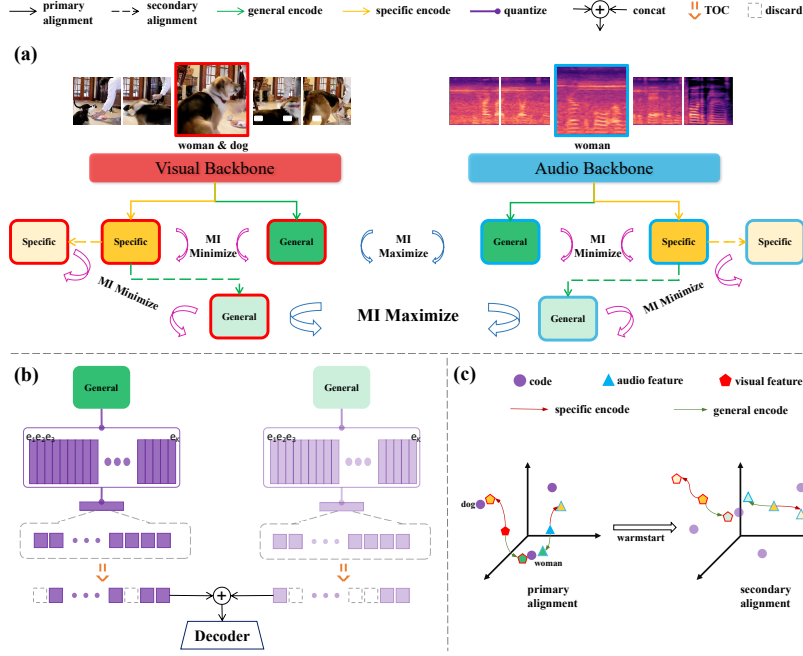 primary
alignment
secondary
alignment
general encode
specific encode
quantize
concat
TOC
discard
(a)
woman & dog
woman
Visual Backbone
Audio Backbone
Specific
Specific
MI
Minimize
General
MI
Maximize
General
MI
Minimize
Specific
Specific
MI Minimize
General
MI Maximize
General
MI Minimize
(b)
General
General
e1e2e3
eK
e1e2e3
eK
Decoder
(c)
code
audio feature
visual feature
specific encode
general encode
dog
woman
warmstart
primary
alignment
secondary
alignment